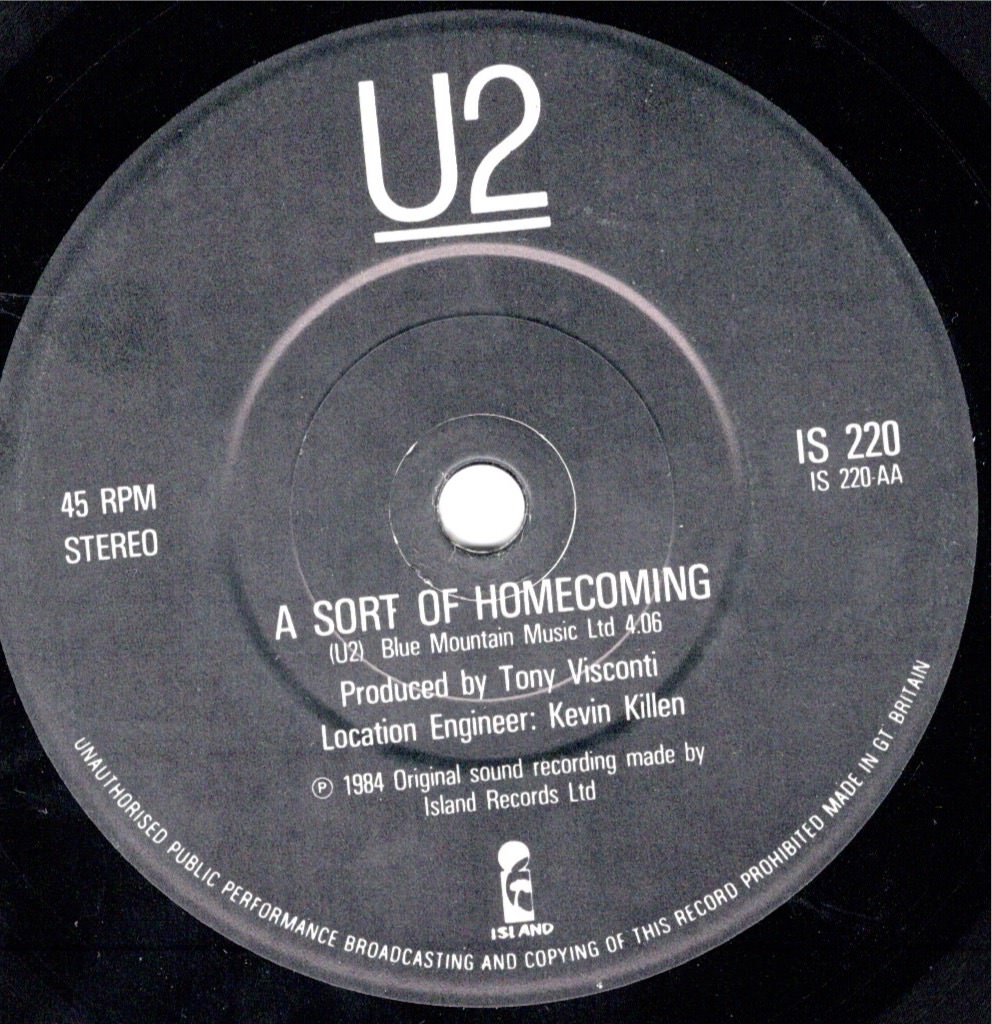 U2
IS 220
IS 220-AA
45 RPM
STEREO
A SORT OF HOMECOMING
(U2) Blue Mountain Music Ltd 4.06
Produced by Tony Visconti
Location Engineer: Kevin Killen
℗ 1984 Original sound recording made by
Island Records Ltd
ISLAND
UNAUTHORISED PUBLIC PERFORMANCE BROADCASTING AND COPYING OF THIS RECORD PROHIBITED MADE IN GT BRITAIN